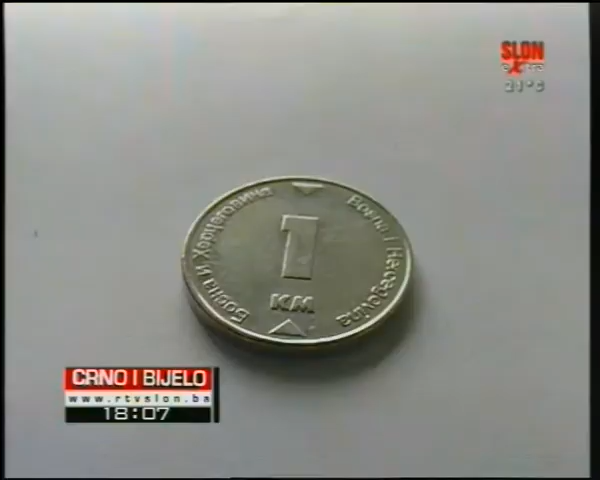 SLON
21°C
Босна и Херцеговина
Bosna i Hercegovina
1
KM
CRNO I BIJELO
www.rtvslon.ba
18:07